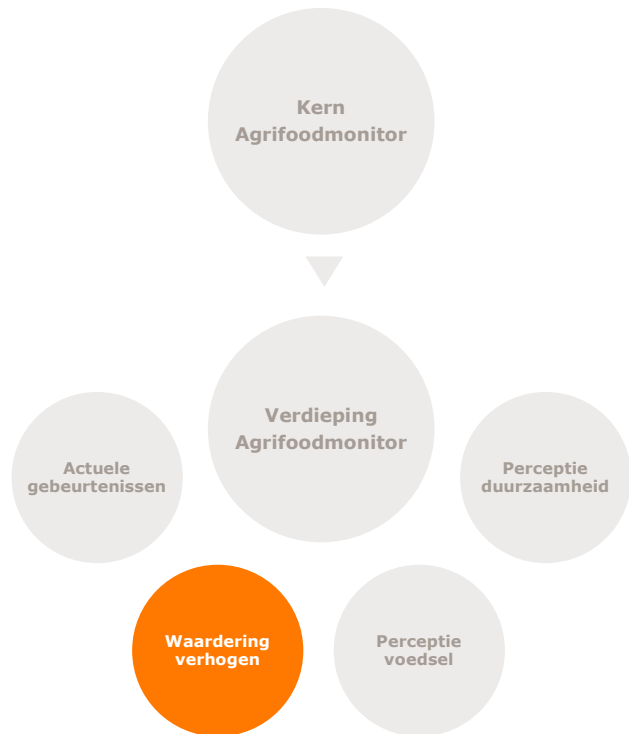 Kern
Agrifoodmonitor
Verdieping
Agrifoodmonitor
Actuele
gebeurtenissen
Perceptie
duurzaamheid
Waardering
verhogen
Perceptie
voedsel